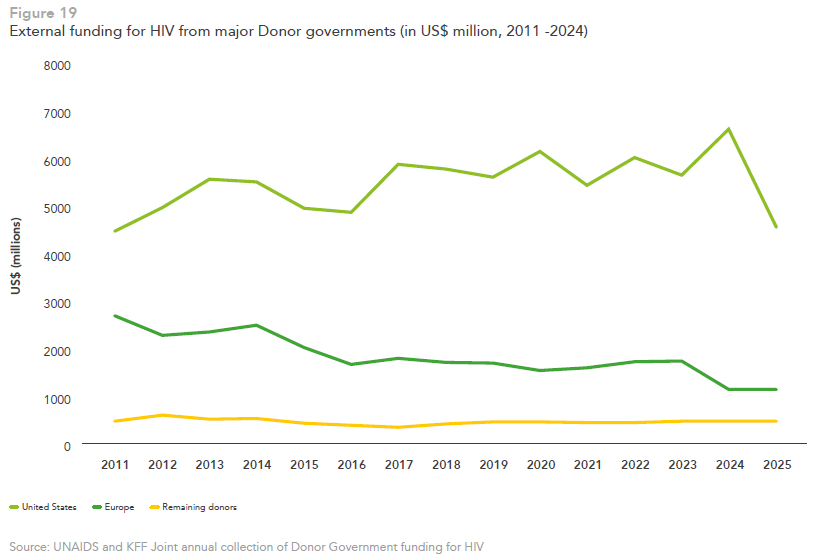 Figure 19
External funding for HIV from major Donor governments (in US$ million, 2011 -2024)
8000
7000
6000
5000
4000
3000
2000
1000
0
US$ (millions)
2011 2012 2013 2014 2015 2016 2017 2018 2019 2020 2021 2022 2023 2024 2025
United States Europe Remaining donors
Source: UNAIDS and KFF Joint annual collection of Donor Government funding for HIV